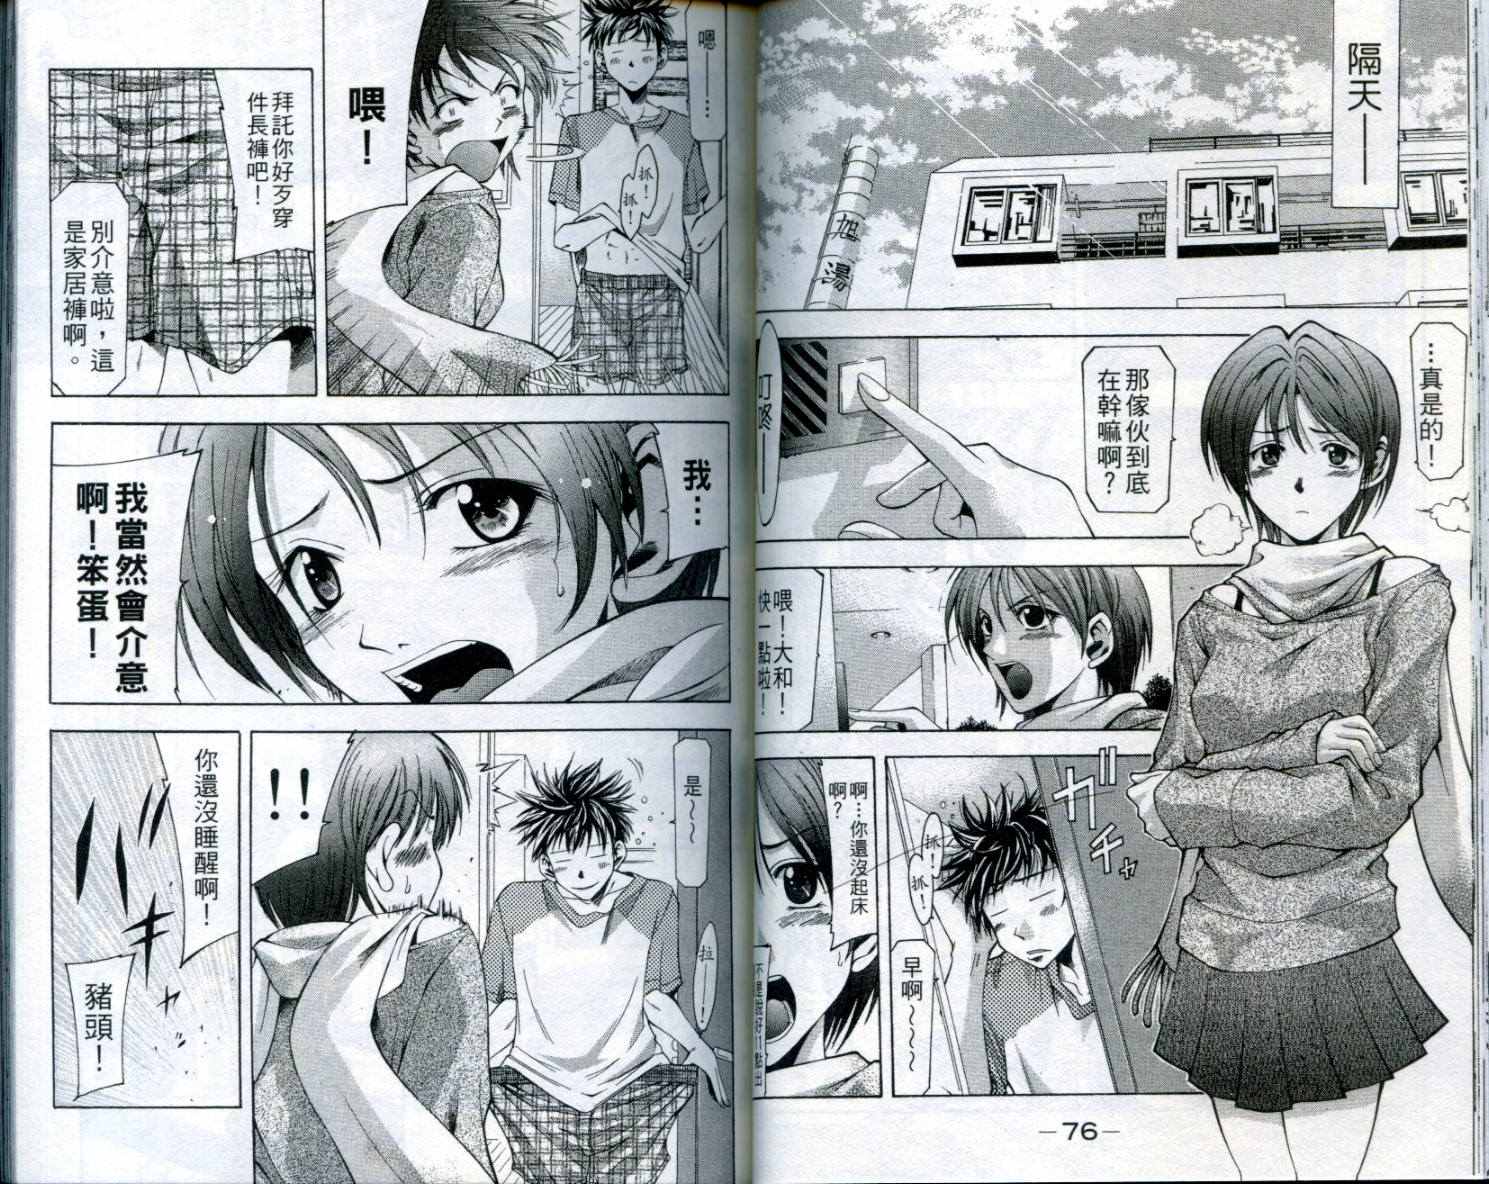 隔天——
旭湯
…真是的！
那傢伙到底
在幹嘛啊？
叮咚——
喂！大和！
快一點啦！
ガチャ
啊…你還沒起床
啊？
抓！
抓！
早啊～～～～
—76—
嗯———…
抓！
抓！
喂！
拜託你好歹穿
件長褲吧！
別介意啦，這
是家居褲啊。
我…
我當然會介意
啊！笨蛋！
是～～
拉！
!!
你還沒睡醒啊！
豬頭！